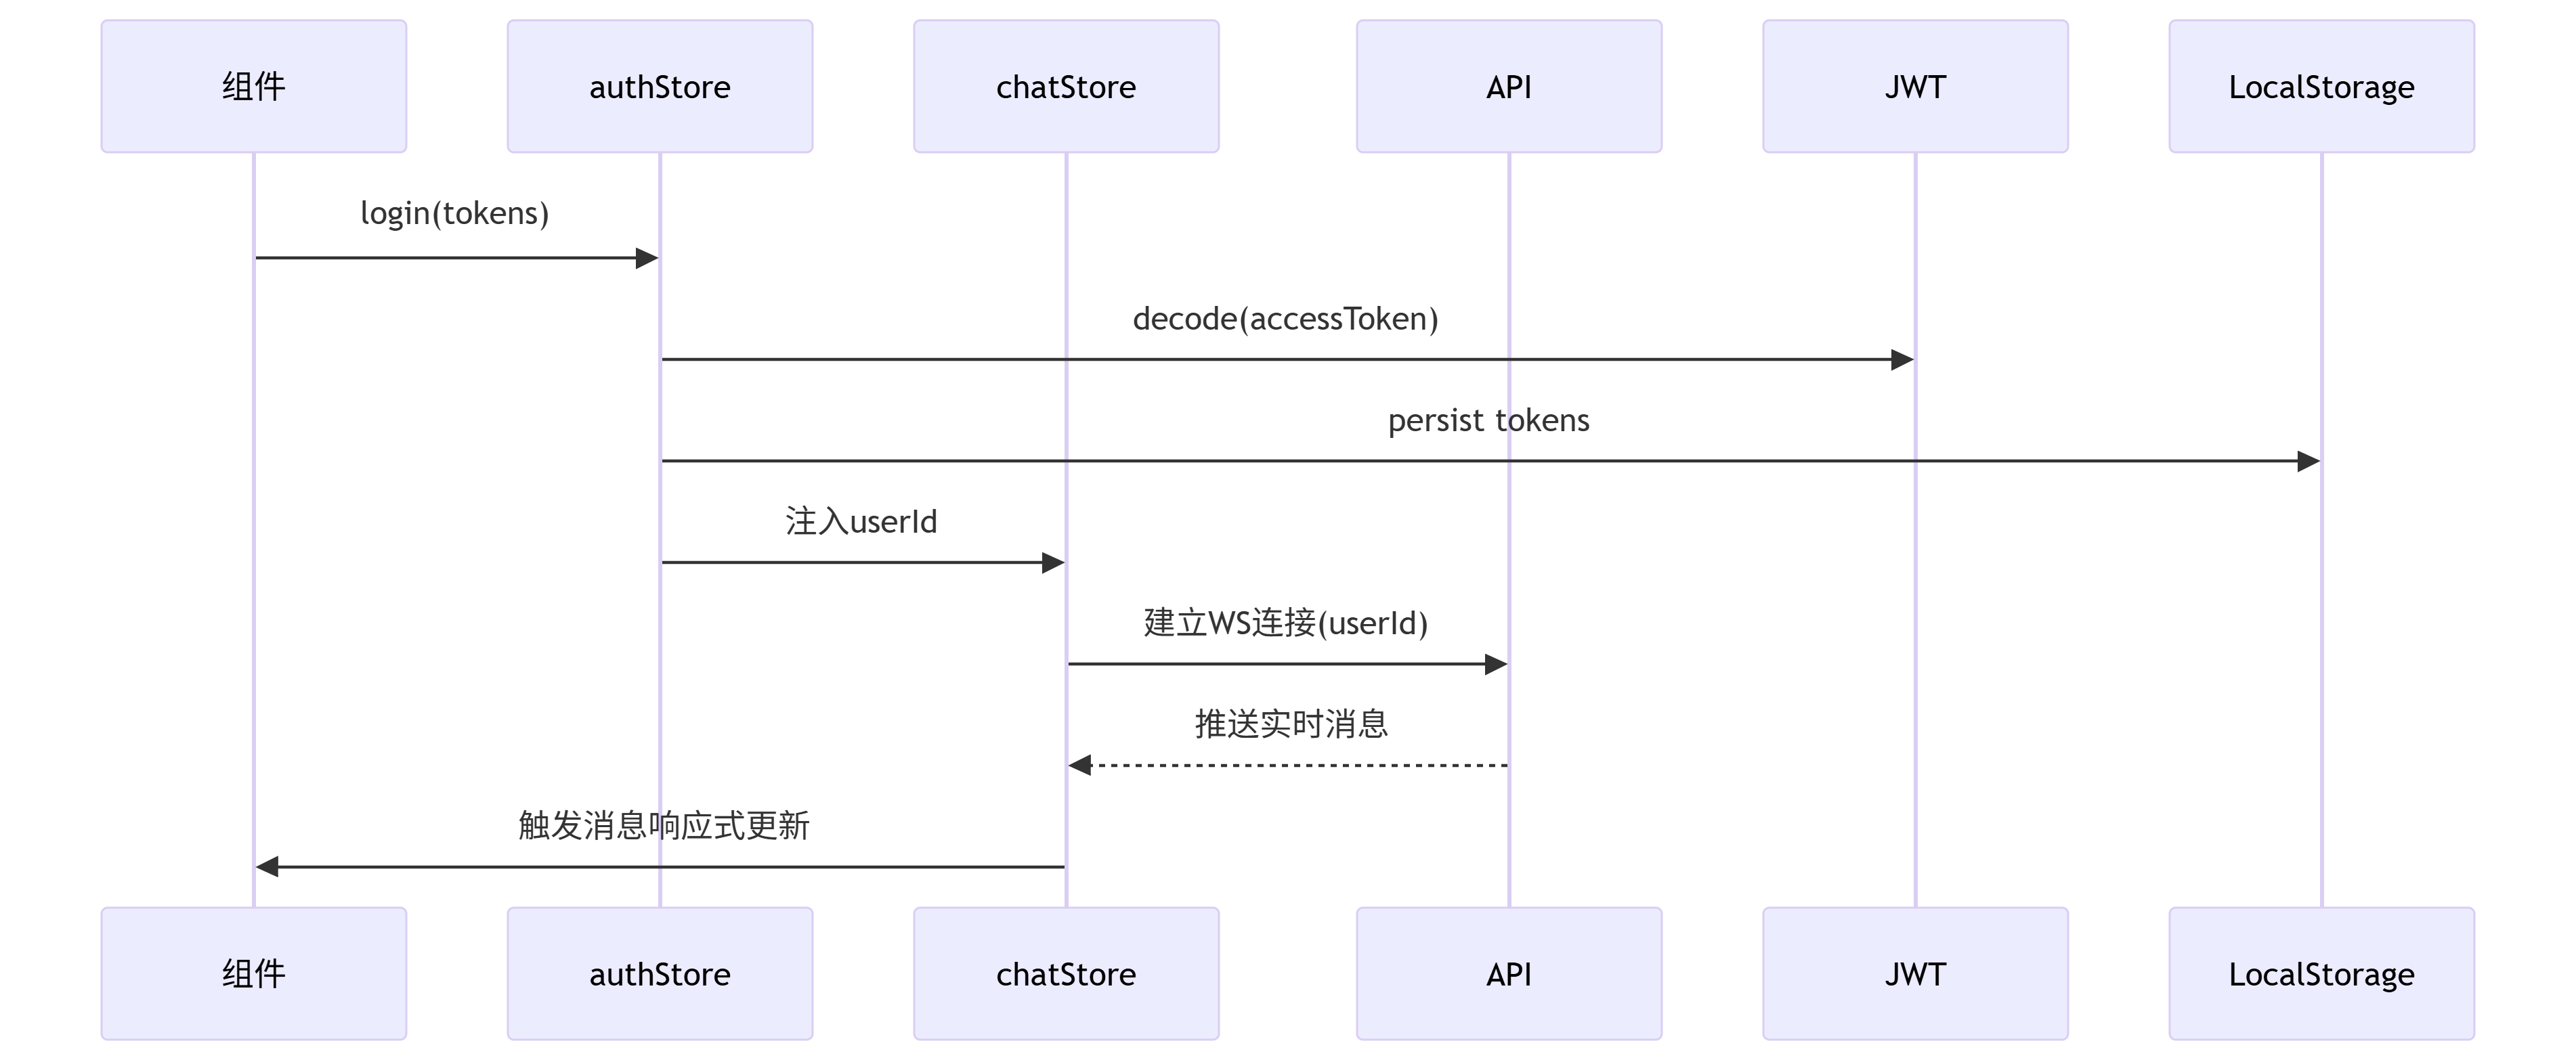 组件
authStore
chatStore
API
JWT
LocalStorage
login(tokens)
decode(accessToken)
persist tokens
注入userId
建立WS连接(userId)
推送实时消息
触发消息响应式更新
组件
authStore
chatStore
API
JWT
LocalStorage